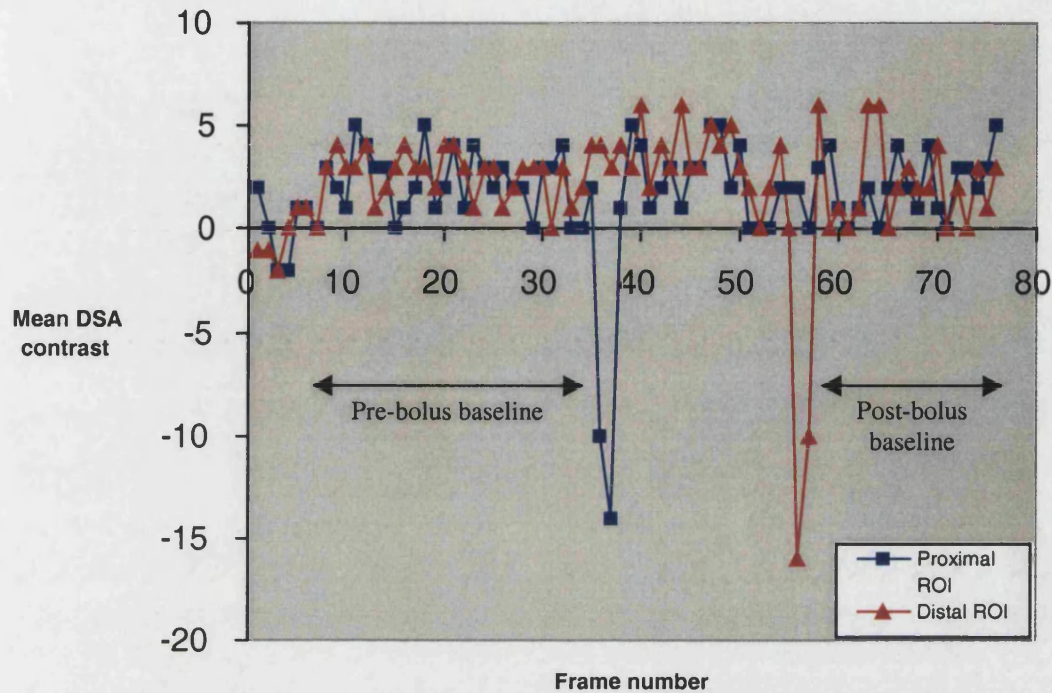 10
5
0
-5
-10
-15
-20
0 10 20 30 40 50 60 70 80
Mean DSA
contrast
Pre-bolus baseline
Post-bolus
baseline
Proximal
ROI
Distal ROI
Frame number